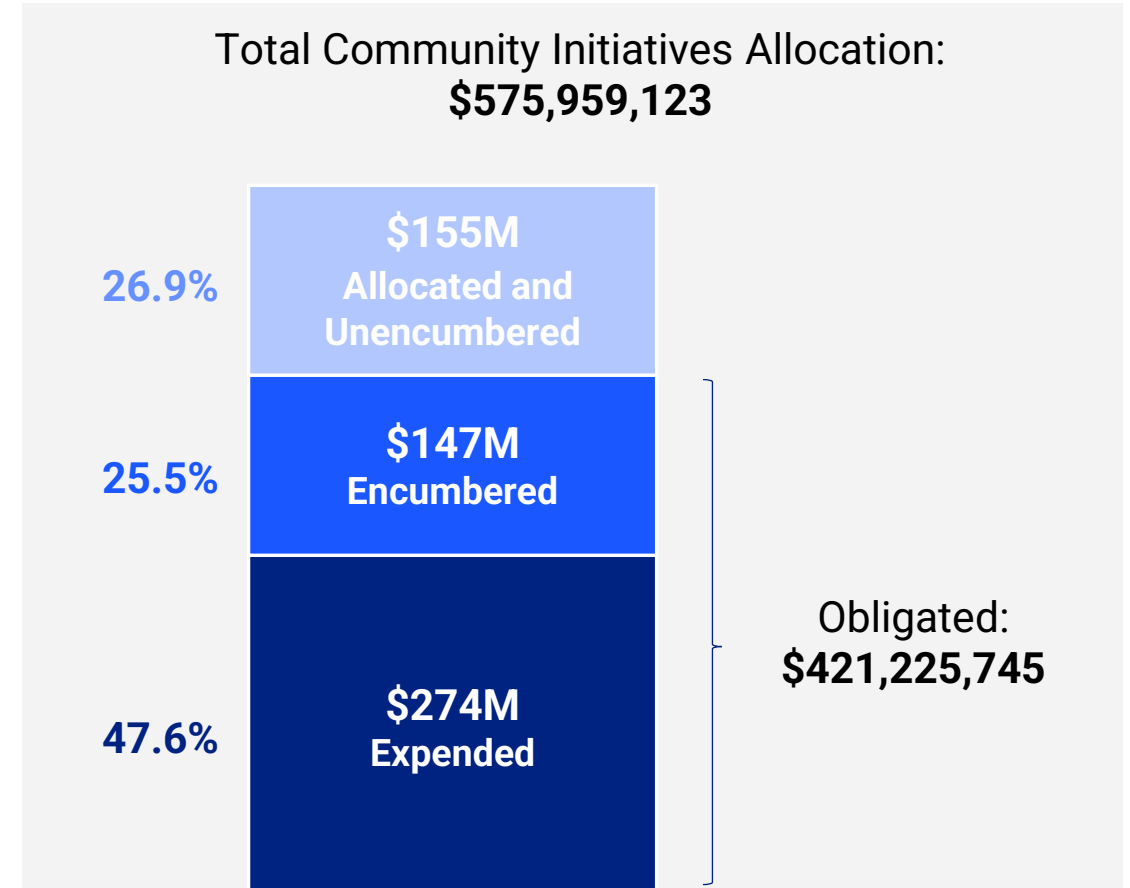 Total Community Initiatives Allocation:
$575,959,123
$155M
26.9%
Allocated and
Unencumbered
$147M
25.5%
Encumbered
Obligated:
$421,225,745
$274M
47.6%
Expended